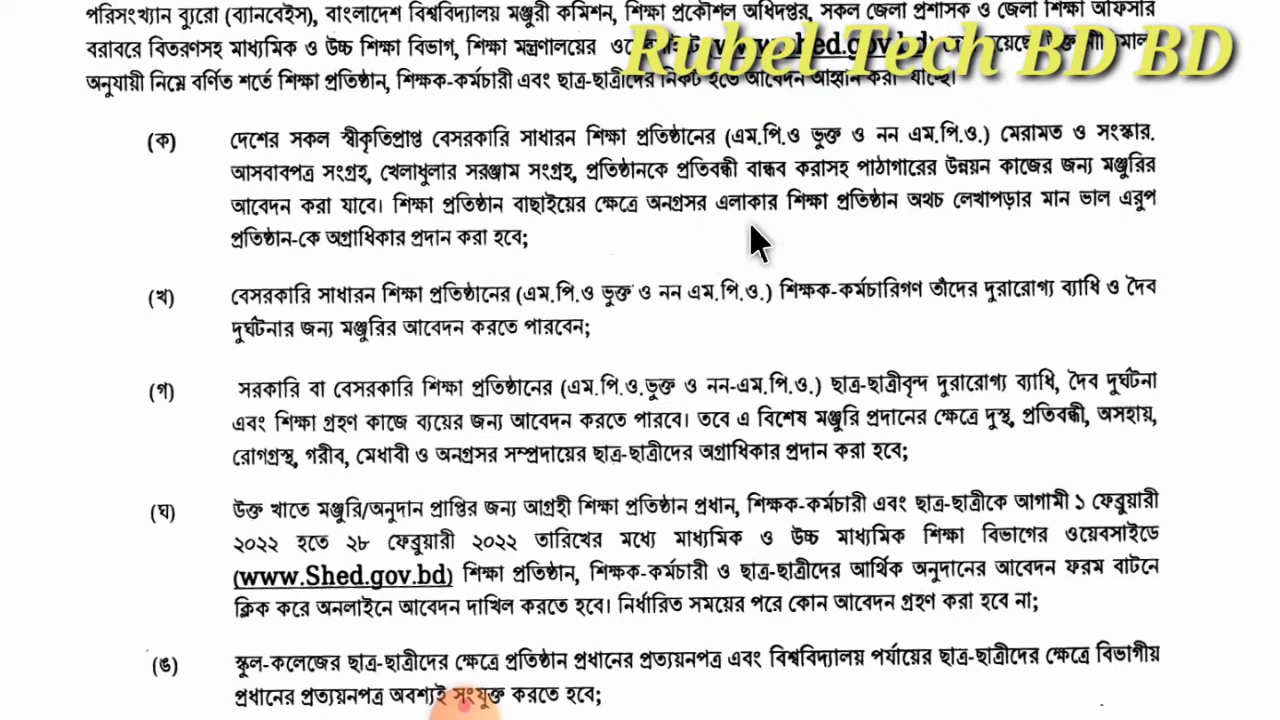 পরিসংখ্যান ব্যুরো (ব্যানবেইস), বাংলাদেশ বিশ্ববিদ্যালয় মঞ্জুরী কমিশন, শিক্ষা প্রকৌশল অধিদপ্তর, সকল জেলা প্রশাসক ও জেলা শিক্ষা অফিসার
বরাবরে বিতরণসহ মাধ্যমিক ও উচ্চ শিক্ষা বিভাগ, শিক্ষা মন্ত্রণালয়ের
Rubel Tech BD BD
অনুযায়ী নিম্নে বর্ণিত শর্তে শিক্ষা প্রতিষ্ঠান, শিক্ষক-কর্মচারী এবং ছাত্র-ছাত্রীদের নিকট হতে আবেদন আহ্বান করা যাচ্ছে।
(ক) দেশের সকল স্বীকৃতিপ্রাপ্ত বেসরকারি সাধারন শিক্ষা প্রতিষ্ঠানের (এম.পি.ও ভুক্ত ও নন এম.পি.ও.) মেরামত ও সংস্কার.
আসবাবপত্র সংগ্রহ, খেলাধুলার সরঞ্জাম সংগ্রহ, প্রতিষ্ঠানকে প্রতিবন্ধী বান্ধব করাসহ পাঠাগারের উন্নয়ন কাজের জন্য মঞ্জুরির
আবেদন করা যাবে। শিক্ষা প্রতিষ্ঠান বাছাইয়ের ক্ষেত্রে অনগ্রসর এলাকার শিক্ষা প্রতিষ্ঠান অথচ লেখাপড়ার মান ভাল এরুপ
প্রতিষ্ঠান-কে অগ্রাধিকার প্রদান করা হবে;
(খ) বেসরকারি সাধারন শিক্ষা প্রতিষ্ঠানের (এম.পি.ও ভুক্ত ও নন এম.পি.ও.) শিক্ষক-কর্মচারিগণ তাঁদের দুরারোগ্য ব্যাধি ও দৈব
দুর্ঘটনার জন্য মঞ্জুরির আবেদন করতে পারবেন;
(গ) সরকারি বা বেসরকারি শিক্ষা প্রতিষ্ঠানের (এম.পি.ও.ভুক্ত ও নন-এম.পি.ও.) ছাত্র-ছাত্রীবৃন্দ দুরারোগ্য ব্যাধি, দৈব দুর্ঘটনা
এবং শিক্ষা গ্রহণ কাজে ব্যয়ের জন্য আবেদন করতে পারবে। তবে এ বিশেষ মঞ্জুরি প্রদানের ক্ষেত্রে দুস্থ, প্রতিবন্ধী, অসহায়,
রোগগ্রস্থ, গরীব, মেধাবী ও অনগ্রসর সম্প্রদায়ের ছাত্র-ছাত্রীদের অগ্রাধিকার প্রদান করা হবে;
(ঘ) উক্ত খাতে মঞ্জুরি/অনুদান প্রাপ্তির জন্য আগ্রহী শিক্ষা প্রতিষ্ঠান প্রধান, শিক্ষক-কর্মচারী এবং ছাত্র-ছাত্রীকে আগামী ১ ফেব্রুয়ারী
২০২২ হতে ২৮ ফেব্রুয়ারী ২০২২ তারিখের মধ্যে মাধ্যমিক ও উচ্চ মাধ্যমিক শিক্ষা বিভাগের ওয়েবসাইডে
(www.Shed.gov.bd) শিক্ষা প্রতিষ্ঠান, শিক্ষক-কর্মচারী ও ছাত্র-ছাত্রীদের আর্থিক অনুদানের আবেদন ফরম বাটনে
ক্লিক করে অনলাইনে আবেদন দাখিল করতে হবে। নির্ধারিত সময়ের পরে কোন আবেদন গ্রহণ করা হবে না;
(ঙ) স্কুল-কলেজের ছাত্র-ছাত্রীদের ক্ষেত্রে প্রতিষ্ঠান প্রধানের প্রত্যয়নপত্র এবং বিশ্ববিদ্যালয় পর্যায়ের ছাত্র-ছাত্রীদের ক্ষেত্রে বিভাগীয়
প্রধানের প্রত্যয়নপত্র অবশ্যই সংযুক্ত করতে হবে;